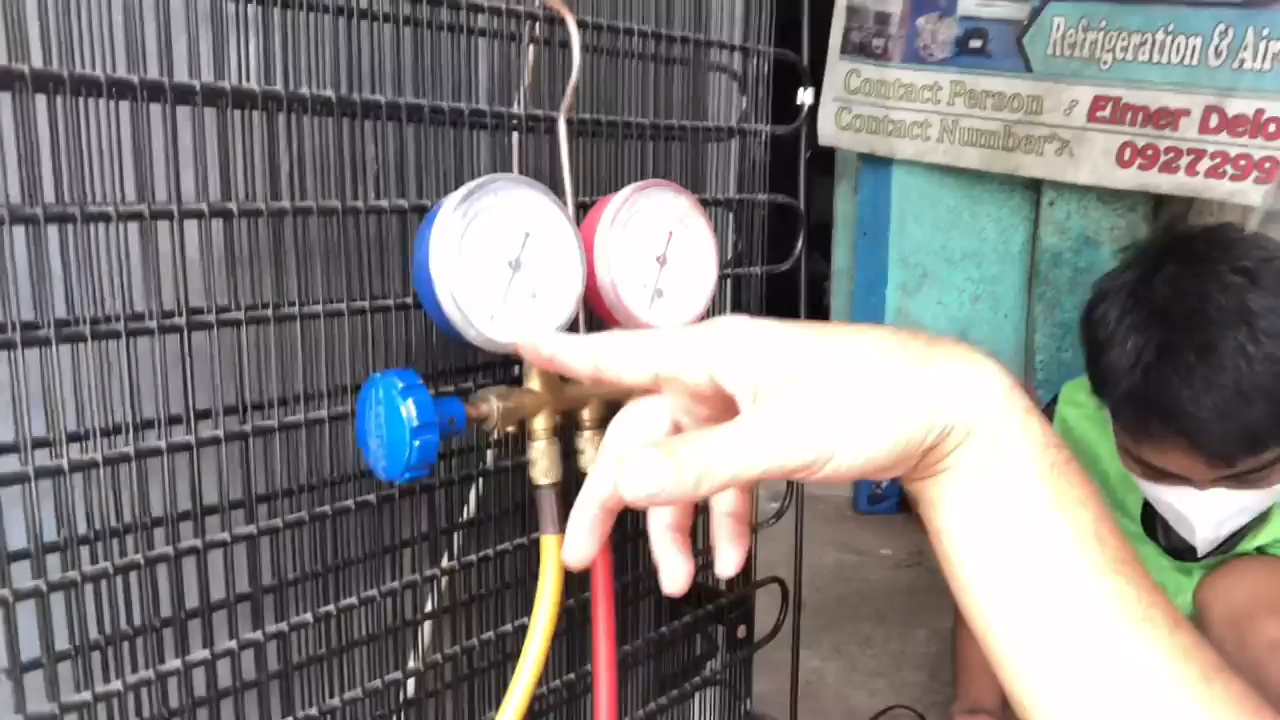 Refrigeration & Air
Contact Person : Elmer Delo
Contact Number
0927299